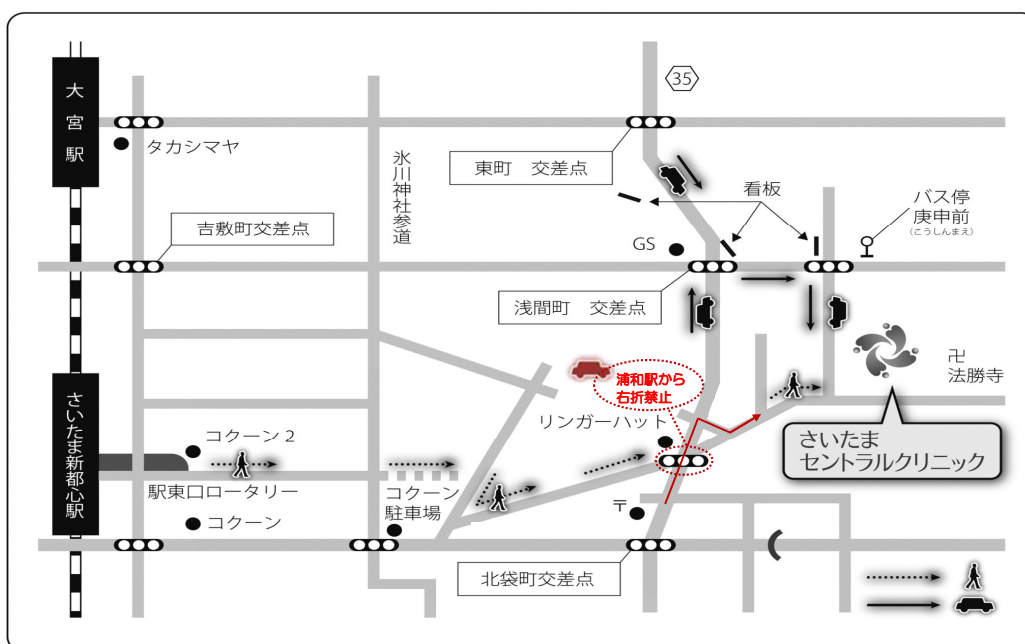 大宮駅
タカシマヤ
氷川神社参道
35
東町 交差点
看板
バス停
庚申前
(こうしんまえ)
吉敷町交差点
GS
浅間町 交差点
浦和駅から
右折禁止
卍
法勝寺
さいたま新都心駅
コクーン 2
リンガーハット
さいたま
セントラルクリニック
駅東口ロータリー
コクーン
駐車場
〒
コクーン
北袋町交差点